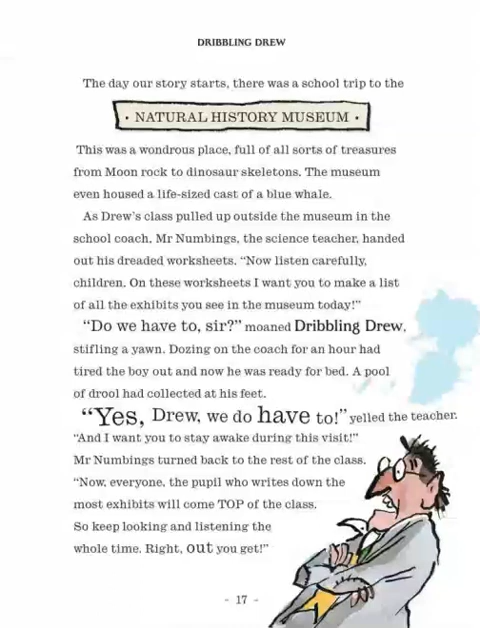 DRIBBLING DREW
The day our story starts, there was a school trip to the
· NATURAL HISTORY MUSEUM ·
This was a wondrous place, full of all sorts of treasures
from Moon rock to dinosaur skeletons. The museum
even housed a life-sized cast of a blue whale.
As Drew's class pulled up outside the museum in the
school coach, Mr Numbings, the science teacher, handed
out his dreaded worksheets. “Now listen carefully,
children. On these worksheets I want you to make a list
of all the exhibits you see in the museum today!”
“Do we have to, sir?” moaned Dribbling Drew,
stifling a yawn. Dozing on the coach for an hour had
tired the boy out and now he was ready for bed. A pool
of drool had collected at his feet.
“Yes, Drew, we do have to!” yelled the teacher.
“And I want you to stay awake during this visit!”
Mr Numbings turned back to the rest of the class.
“Now, everyone, the pupil who writes down the
most exhibits will come TOP of the class.
So keep looking and listening the
whole time. Right, out you get!”
- 17 -